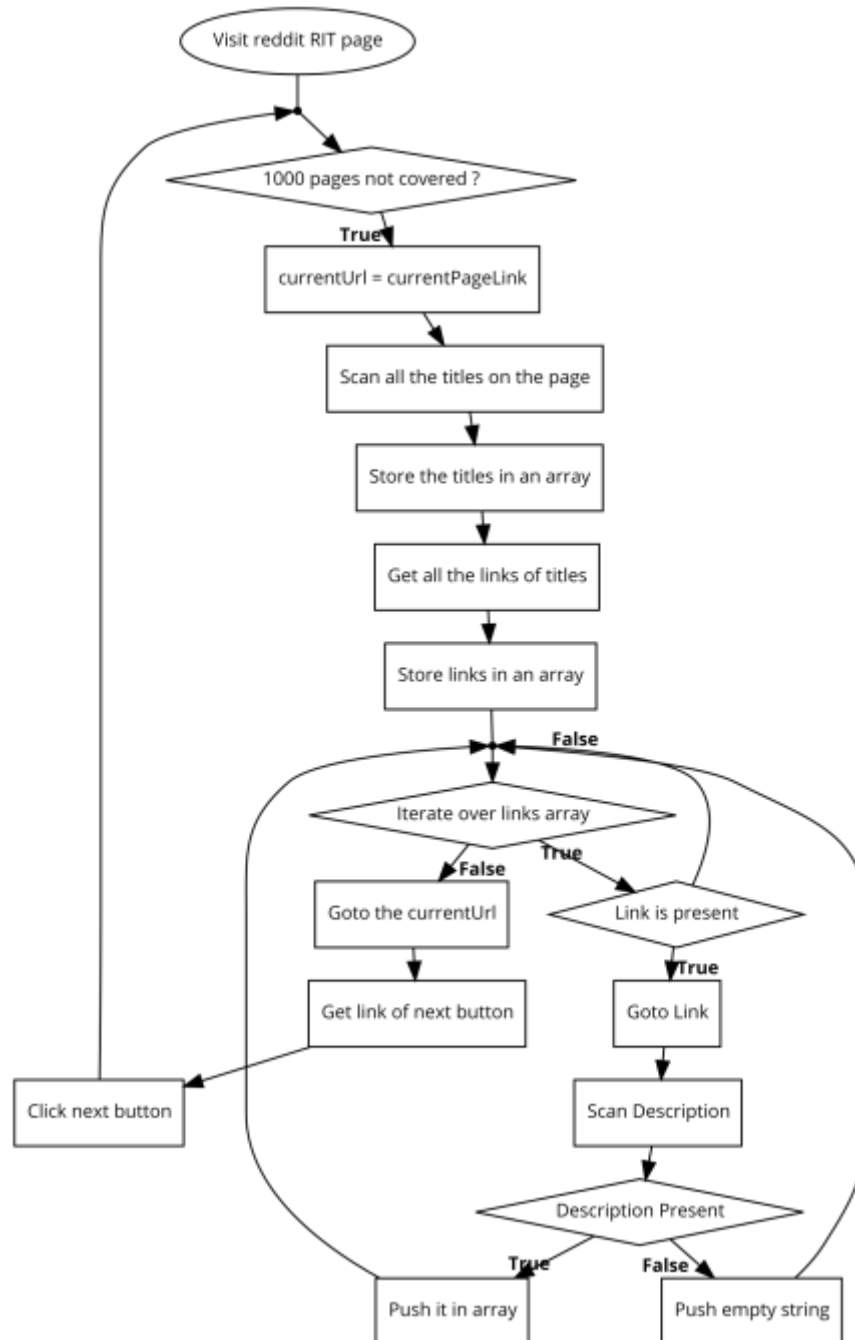 Visit reddit RIT page
1000 pages not covered ?
True
currentUrl = currentPageLink
Scan all the titles on the page
Store the titles in an array
Get all the links of titles
Store links in an array
False
Iterate over links array
True
False
Goto the currentUrl
Link is present
True
Get link of next button
Goto Link
Click next button
Scan Description
Description Present
True
False
Push it in array
Push empty string